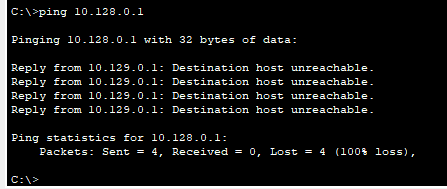 C:\>ping 10.128.0.1
Pinging 10.128.0.1 with 32 bytes of data:
Reply from 10.129.0.1: Destination host unreachable.
Reply from 10.129.0.1: Destination host unreachable.
Reply from 10.129.0.1: Destination host unreachable.
Reply from 10.129.0.1: Destination host unreachable.
Ping statistics for 10.128.0.1:
    Packets: Sent = 4, Received = 0, Lost = 4 (100% loss),
C:\>